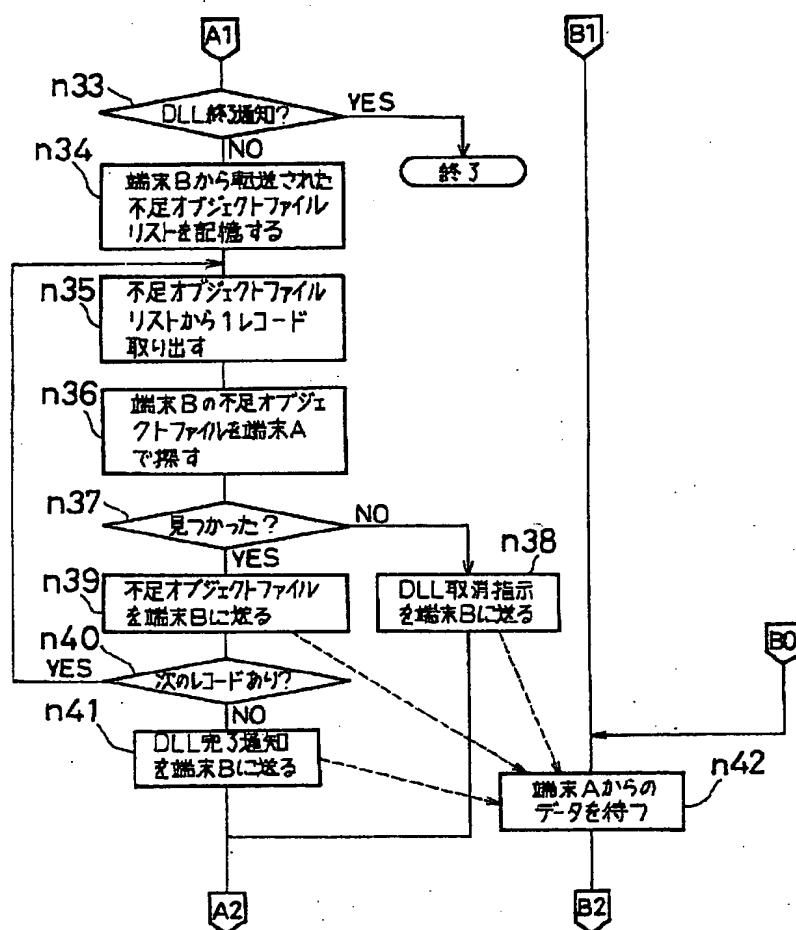 A1
B1
n33
DLL終了通知?
YES
NO
終了
n34
端末Bから転送された
不足オブジェクトファイル
リストを記憶する
n35
不足オブジェクトファイル
リストから1レコード
取り出す
n36
端末Bの不足オブジェ
クトファイルを端末A
で探す
n37
見つかった?
NO
YES
n38
DLL取消指示
を端末Bに送る
n39
不足オブジェクトファイル
を端末Bに送る
n40
YES
次のレコードあり?
NO
B0
n41
DLL完了通知
を端末Bに送る
n42
端末Aからの
データを待つ
A2
B2